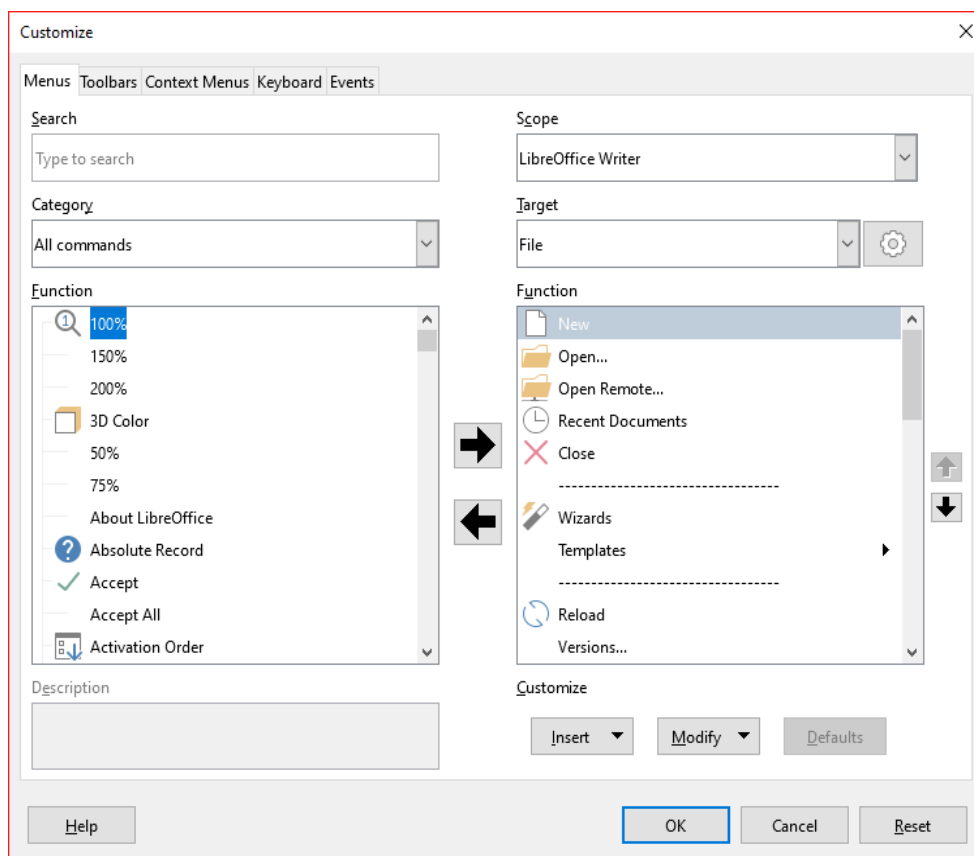 Customize
Menus Toolbars Context Menus Keyboard Events
Search
Type to search
Category
All commands
Function
100%
150%
200%
3D Color
50%
75%
About LibreOffice
Absolute Record
Accept
Accept All
Activation Order
Description
Scope
LibreOffice Writer
Target
File
Function
New
Open...
Open Remote...
Recent Documents
Close
----------------------------------
Wizards
Templates
----------------------------------
Reload
Versions...
Customize
Insert Modify Defaults
Help OK Cancel Reset